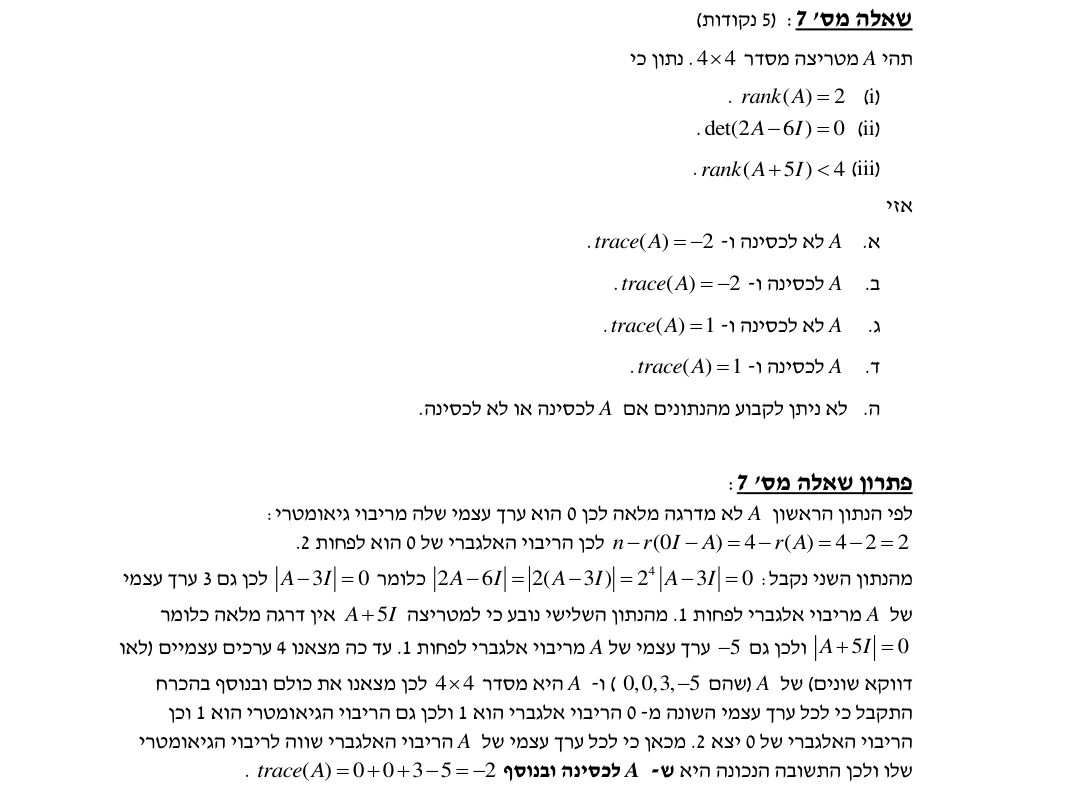 שאלה מס׳ 7 : (5 נקודות)
תהי A מטריצה מסדר 4×4 . נתון כי
(i) rank(A) = 2 .
(ii) det(2A − 6I) = 0 .
(iii) rank(A + 5I) < 4 .
אזי
א. A לא לכסינה ו- trace(A) = −2 .
ב. A לכסינה ו- trace(A) = −2 .
ג. A לא לכסינה ו- trace(A) = 1 .
ד. A לכסינה ו- trace(A) = 1 .
ה. לא ניתן לקבוע מהנתונים אם A לכסינה או לא לכסינה.
פתרון שאלה מס׳ 7 :
לפי הנתון הראשון A לא מדרגה מלאה לכן 0 הוא ערך עצמי שלה מריבוי גיאומטרי :
n − r(0I − A) = 4 − r(A) = 4 − 2 = 2 לכן הריבוי האלגברי של 0 הוא לפחות 2.
מהנתון השני נקבל : |2A − 6I| = |2(A − 3I)| = 2⁴|A − 3I| = 0 כלומר |A − 3I| = 0 לכן גם 3 ערך עצמי
של A מריבוי אלגברי לפחות 1. מהנתון השלישי נובע כי למטריצה A + 5I אין דרגה מלאה כלומר
|A + 5I| = 0 ולכן גם −5 ערך עצמי של A מריבוי אלגברי לפחות 1. עד כה מצאנו 4 ערכים עצמיים (לאו
דווקא שונים) של A (שהם 0,0,3,−5 ) ו- A היא מסדר 4×4 לכן מצאנו את כולם ובנוסף בהכרח
התקבל כי לכל ערך עצמי השונה מ- 0 הריבוי אלגברי הוא 1 ולכן גם הריבוי הגיאומטרי הוא 1 וכן
הריבוי האלגברי של 0 יצא 2. מכאן כי לכל ערך עצמי של A הריבוי האלגברי שווה לריבוי הגיאומטרי
שלו ולכן התשובה הנכונה היא ש- A לכסינה ובנוסף trace(A) = 0 + 0 + 3 − 5 = −2 .